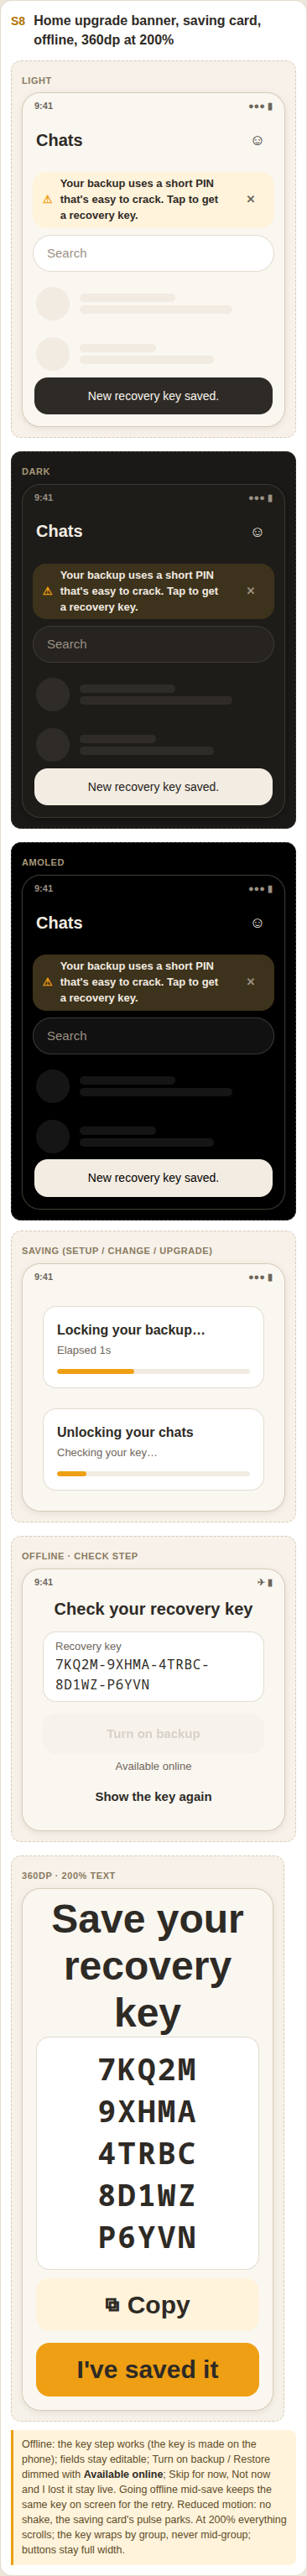 S8 Home upgrade banner, saving card,
offline, 360dp at 200%
LIGHT
9:41
Chats
Your backup uses a short PIN
that's easy to crack. Tap to get
a recovery key.
Search
New recovery key saved.
DARK
9:41
Chats
Your backup uses a short PIN
that's easy to crack. Tap to get
a recovery key.
Search
New recovery key saved.
AMOLED
9:41
Chats
Your backup uses a short PIN
that's easy to crack. Tap to get
a recovery key.
Search
New recovery key saved.
SAVING (SETUP / CHANGE / UPGRADE)
9:41
Locking your backup…
Elapsed 1s
Unlocking your chats
Checking your key…
OFFLINE · CHECK STEP
9:41
Check your recovery key
Recovery key
7KQ2M-9XHMA-4TRBC-
8D1WZ-P6YVN
Turn on backup
Available online
Show the key again
360DP · 200% TEXT
Save your
recovery
key
7KQ2M
9XHMA
4TRBC
8D1WZ
P6YVN
Copy
I've saved it
Offline: the key step works (the key is made on the
phone); fields stay editable; Turn on backup / Restore
dimmed with Available online; Skip for now, Not now
and I lost it stay live. Going offline mid-save keeps the
same key on screen for the retry. Reduced motion: no
shake, the saving card's pulse parks. At 200% everything
scrolls; the key wraps by group, never mid-group;
buttons stay full width.